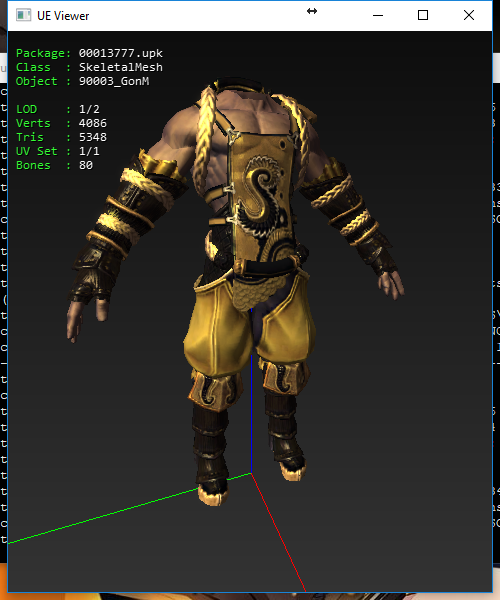 UE Viewer
Package: 00013777.upk
Class : SkeletalMesh
Object : 90003_GonM
LOD : 1/2
Verts : 4086
Tris : 5348
UV Set : 1/1
Bones : 80